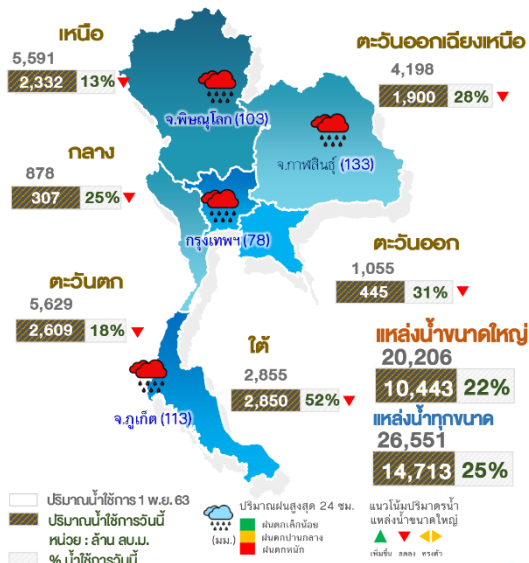 เหนือ
5,591
2,332 13%
จ.พิษณุโลก (103)
ตะวันออกเฉียงเหนือ
4,198
1,900 28%
จ.กาฬสินธุ์ (133)
กลาง
878
307 25%
กรุงเทพฯ (78)
ตะวันออก
1,055
445 31%
ตะวันตก
5,629
2,609 18%
ใต้
2,855
2,850 52%
จ.ภูเก็ต (113)
แหล่งน้ำขนาดใหญ่
20,206
10,443 22%
แหล่งน้ำทุกขนาด
26,551
14,713 25%
ปริมาณน้ำใช้การ 1 พ.ย. 63
ปริมาณน้ำใช้การวันนี้
หน่วย : ล้าน ลบ.ม.
% น้ำใช้การวันนี้
ปริมาณฝนสูงสุด 24 ชม.
(มม.)
ฝนตกเล็กน้อย
ฝนตกปานกลาง
ฝนตกหนัก
แนวโน้มปริมาตรน้ำ
แหล่งน้ำขนาดใหญ่
เพิ่มขึ้น ลดลง ทรงตัว